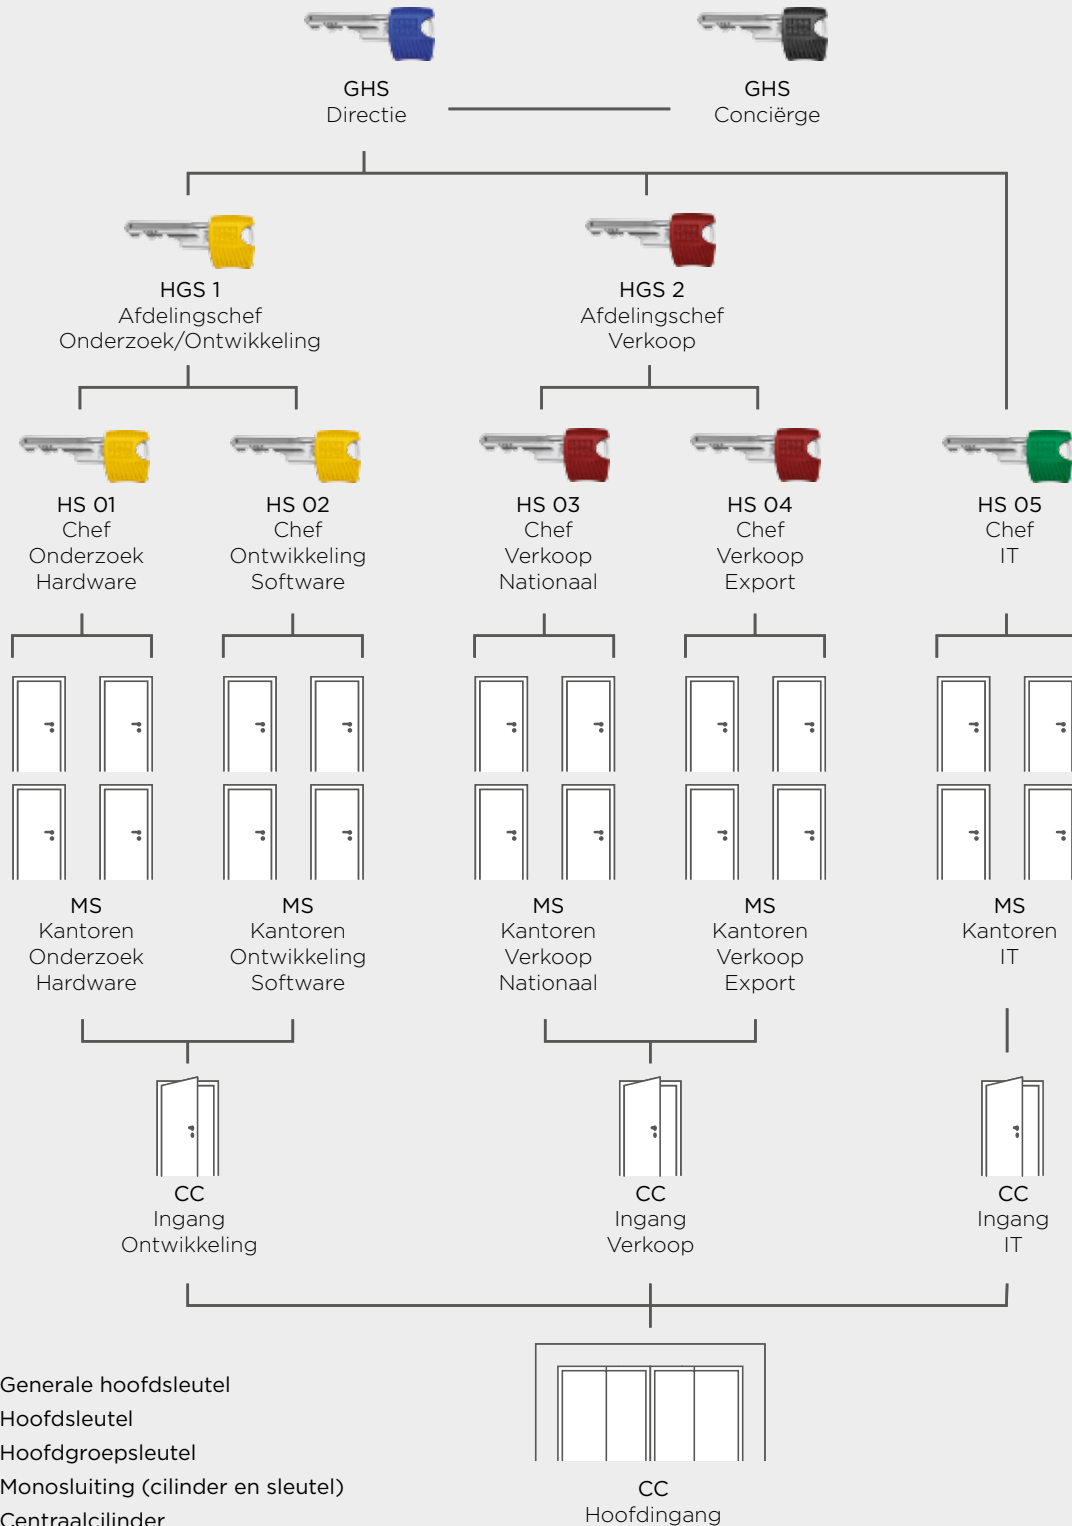 GHS
Directie
GHS
Conciërge
HGS 1
Afdelingschef
Onderzoek/Ontwikkeling
HGS 2
Afdelingschef
Verkoop
HS 01
Chef
Onderzoek
Hardware
HS 02
Chef
Ontwikkeling
Software
HS 03
Chef
Verkoop
Nationaal
HS 04
Chef
Verkoop
Export
HS 05
Chef
IT
MS
Kantoren
Onderzoek
Hardware
MS
Kantoren
Ontwikkeling
Software
MS
Kantoren
Verkoop
Nationaal
MS
Kantoren
Verkoop
Export
MS
Kantoren
IT
CC
Ingang
Ontwikkeling
CC
Ingang
Verkoop
CC
Ingang
IT
Generale hoofdsleutel
Hoofdsleutel
Hoofdgroepsleutel
Monosluiting (cilinder en sleutel)
Centraalcilinder
CC
Hoofdingang